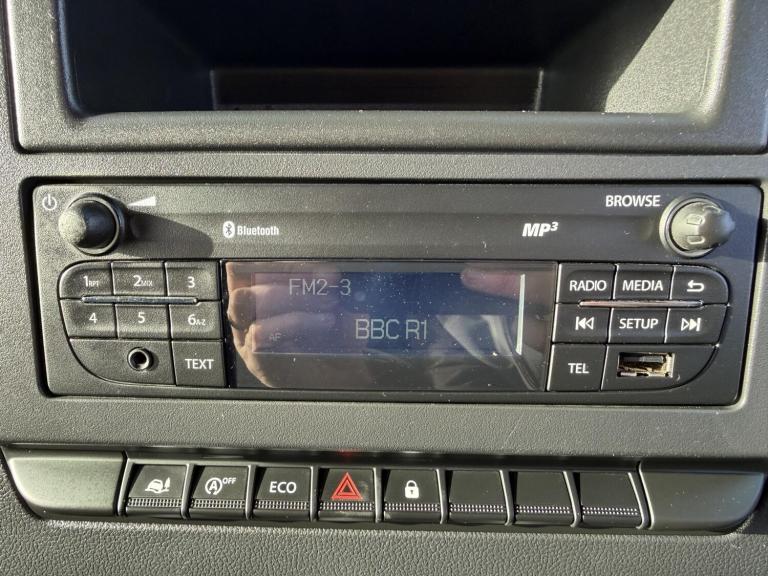 BROWSE
Bluetooth
MP3
1RPT 2MIX 3
FM2-3
RADIO MEDIA
4 5 6A-Z
AF BBC R1
SETUP
TEXT
TEL
A OFF
ECO